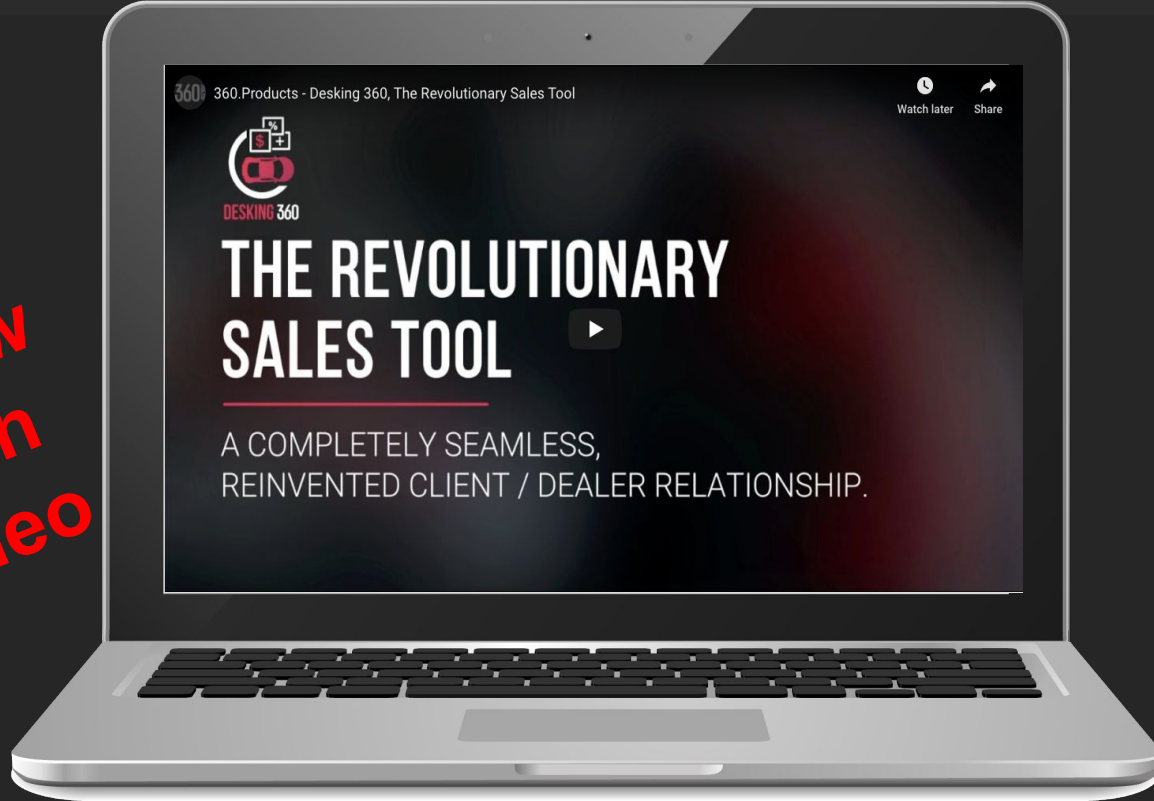 360.Products - Desking 360, The Revolutionary Sales Tool
Watch later
Share
%
$ +
DESKING 360
THE REVOLUTIONARY
SALES TOOL
A COMPLETELY SEAMLESS,
REINVENTED CLIENT / DEALER RELATIONSHIP.